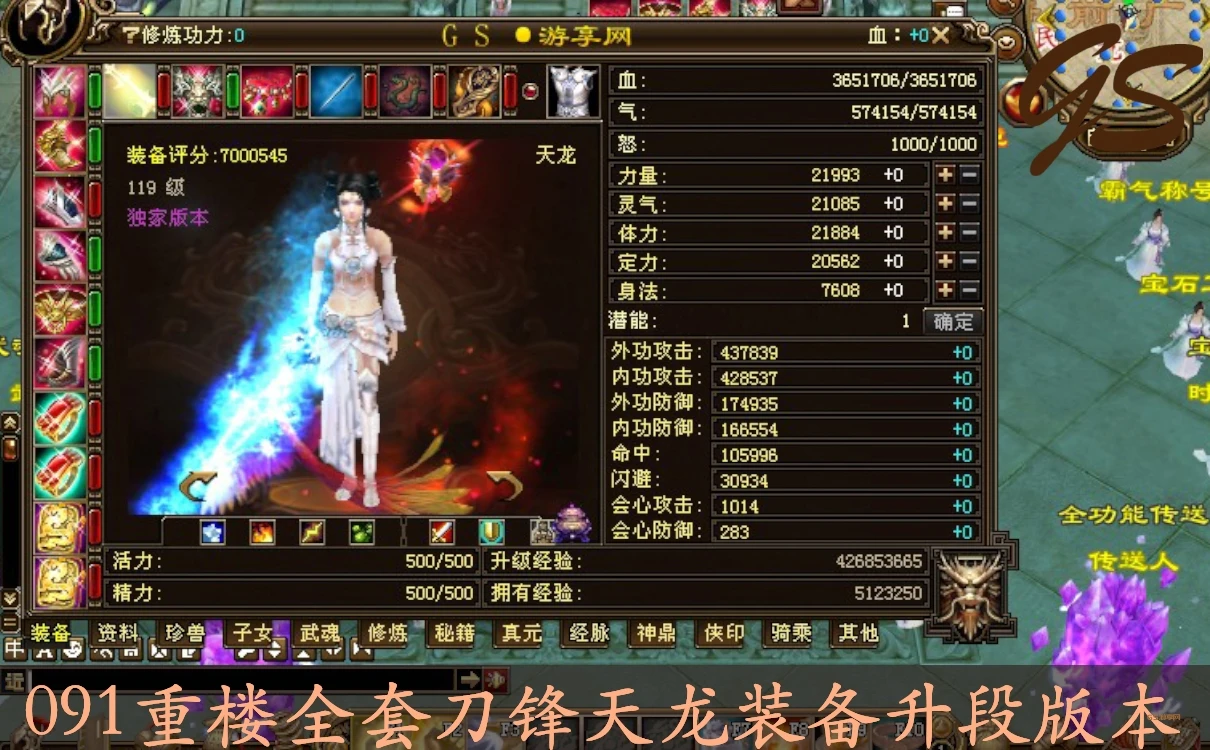 修炼功力:0
GS ●游享网
血:+0
血: 3651706/3651706
气: 574154/574154
怒: 1000/1000
装备评分:7000545
天龙
119 级
独家版本
力量: 21993 +0
灵气: 21085 +0
体力: 21884 +0
定力: 20562 +0
身法: 7608 +0
潜能: 1 确定
外功攻击: 437839 +0
内功攻击: 428537 +0
外功防御: 174935 +0
内功防御: 166554 +0
命中: 105996 +0
闪避: 30934 +0
会心攻击: 1014 +0
会心防御: 283 +0
活力: 500/500 升级经验: 426853665
精力: 500/500 拥有经验: 5123250
装备 资料 珍兽 子女 武魂 修炼 秘籍 真元 经脉 神鼎 侠印 骑乘 其他
近
GS
霸气称号
宝石
宝
时
全功能传送
传送人
091重楼全套刀锋天龙装备升段版本